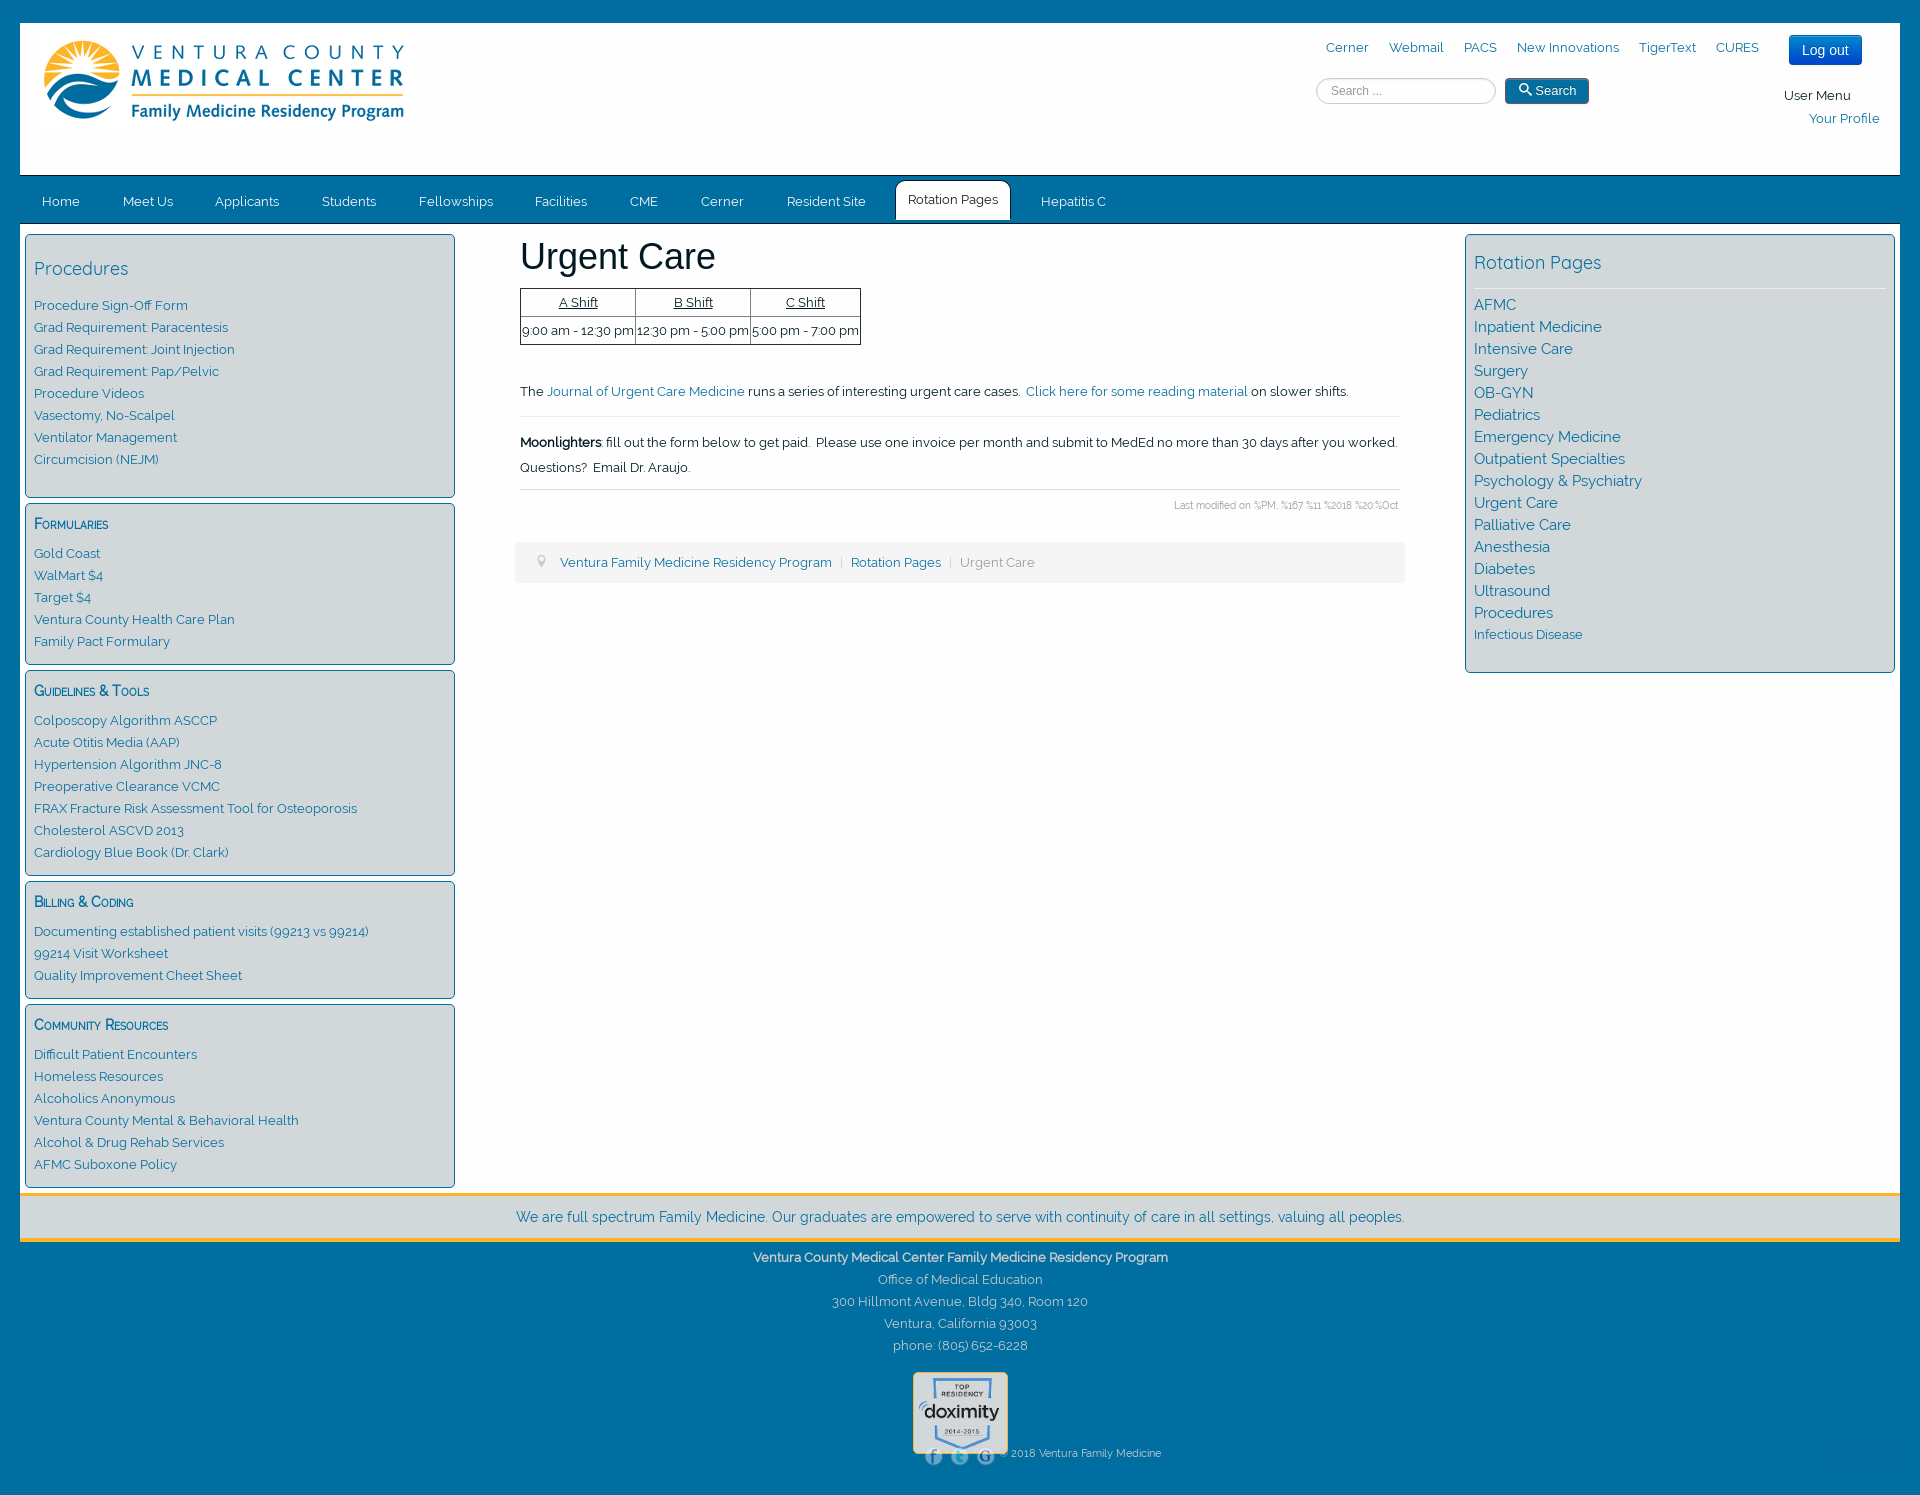 VENTURA COUNTY
MEDICAL CENTER
Family Medicine Residency Program
Cerner Webmail PACS New Innovations TigerText CURES
Log out
Search ...
Search
User Menu
Your Profile
Home Meet Us Applicants Students Fellowships Facilities CME Cerner Resident Site Rotation Pages Hepatitis C
Procedures
Procedure Sign-Off Form
Grad Requirement: Paracentesis
Grad Requirement: Joint Injection
Grad Requirement: Pap/Pelvic
Procedure Videos
Vasectomy, No-Scalpel
Ventilator Management
Circumcision (NEJM)
Formularies
Gold Coast
WalMart $4
Target $4
Ventura County Health Care Plan
Family Pact Formulary
Guidelines & Tools
Colposcopy Algorithm ASCCP
Acute Otitis Media (AAP)
Hypertension Algorithm JNC-8
Preoperative Clearance VCMC
FRAX Fracture Risk Assessment Tool for Osteoporosis
Cholesterol ASCVD 2013
Cardiology Blue Book (Dr. Clark)
Billing & Coding
Documenting established patient visits (99213 vs 99214)
99214 Visit Worksheet
Quality Improvement Cheet Sheet
Community Resources
Difficult Patient Encounters
Homeless Resources
Alcoholics Anonymous
Ventura County Mental & Behavioral Health
Alcohol & Drug Rehab Services
AFMC Suboxone Policy
Urgent Care
A Shift B Shift C Shift
9:00 am - 12:30 pm 12:30 pm - 5:00 pm 5:00 pm - 7:00 pm
The Journal of Urgent Care Medicine runs a series of interesting urgent care cases. Click here for some reading material on slower shifts.
Moonlighters: fill out the form below to get paid. Please use one invoice per month and submit to MedEd no more than 30 days after you worked.
Questions? Email Dr. Araujo.
Last modified on %PM, %167 %11 %2018 %20:%Oct
Ventura Family Medicine Residency Program | Rotation Pages | Urgent Care
Rotation Pages
AFMC
Inpatient Medicine
Intensive Care
Surgery
OB-GYN
Pediatrics
Emergency Medicine
Outpatient Specialties
Psychology & Psychiatry
Urgent Care
Palliative Care
Anesthesia
Diabetes
Ultrasound
Procedures
Infectious Disease
We are full spectrum Family Medicine. Our graduates are empowered to serve with continuity of care in all settings, valuing all peoples.
Ventura County Medical Center Family Medicine Residency Program
Office of Medical Education
300 Hillmont Avenue, Bldg 340, Room 120
Ventura, California 93003
phone: (805) 652-6228
TOP
RESIDENCY
doximity
2014-2015
f t G © 2018 Ventura Family Medicine